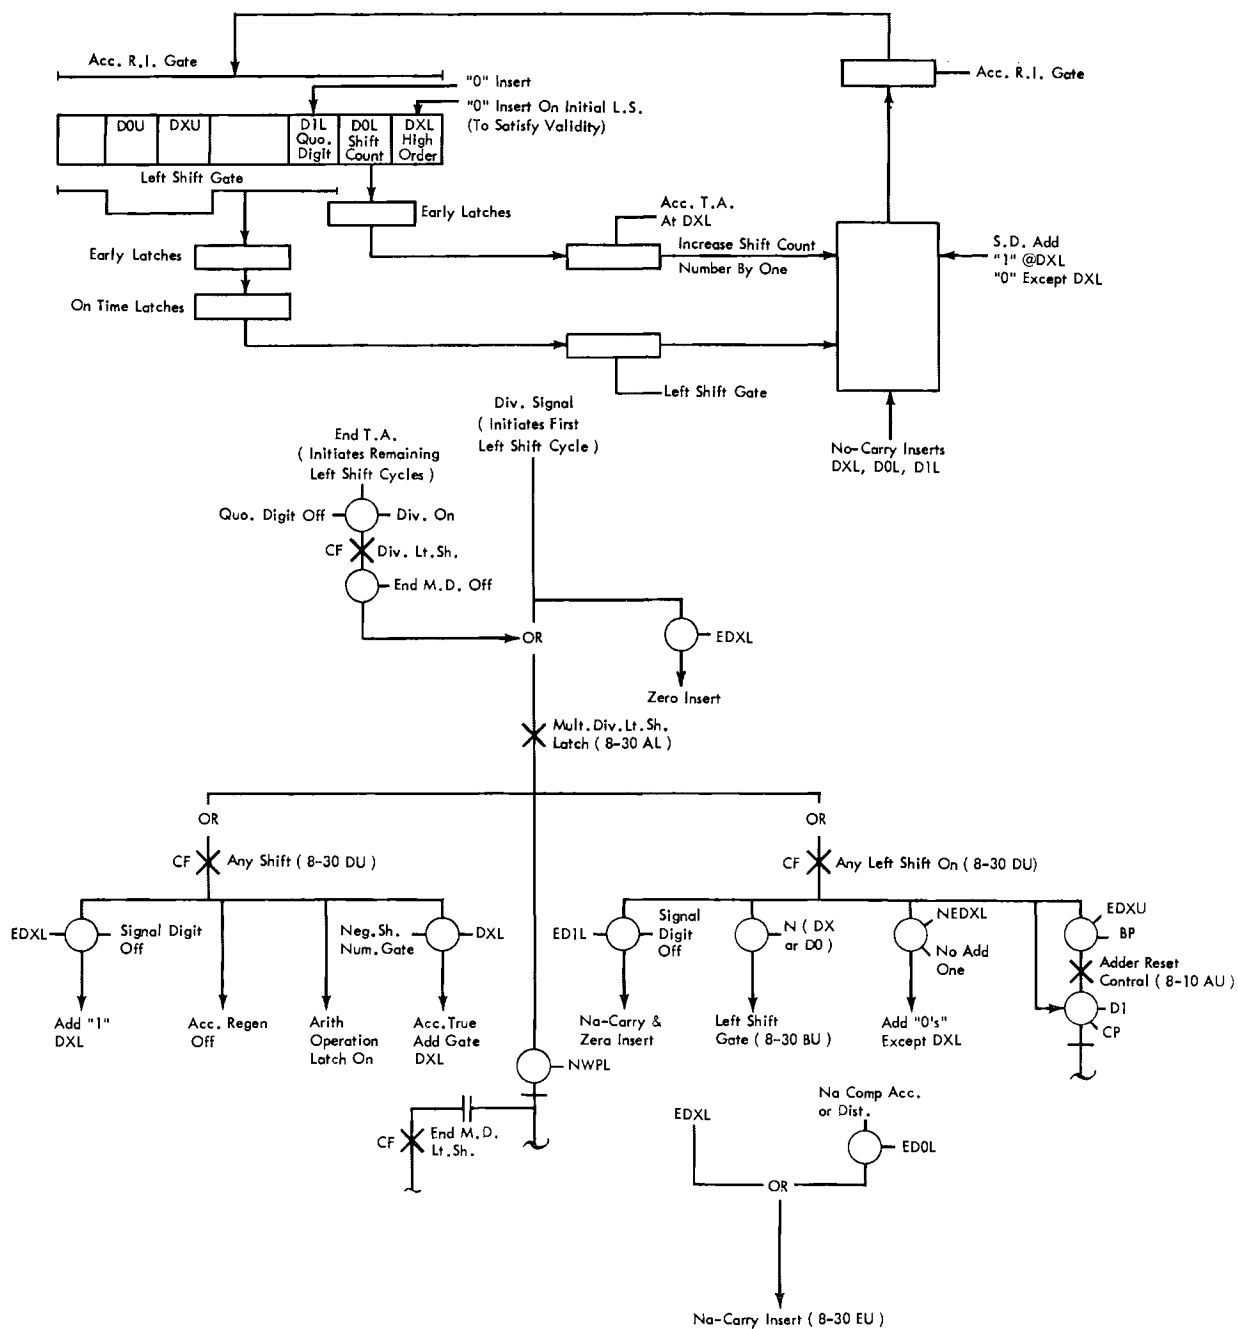 Acc. R.I. Gate
Acc. R.I. Gate
"0" Insert
"0" Insert On Initial L.S.
(To Satisfy Validity)
D0U
DXU
D1L
Quo.
Digit
D0L
Shift
Count
DXL
High
Order
Left Shift Gate
Early Latches
Early Latches
On Time Latches
Acc. T.A.
At DXL
Increase Shift Count
Number By One
S.D. Add
"1" @DXL
"0" Except DXL
Left Shift Gate
No-Carry Inserts
DXL, D0L, D1L
Div. Signal
( Initiates First
Left Shift Cycle )
End T.A.
( Initiates Remaining
Left Shift Cycles )
Quo. Digit Off
Div. On
CF
Div. Lt.Sh.
End M.D. Off
OR
EDXL
Zero Insert
Mult.Div.Lt.Sh.
Latch ( 8-30 AL )
OR
OR
CF
Any Shift ( 8-30 DU )
CF
Any Left Shift On ( 8-30 DU)
EDXL
Signal Digit
Off
Neg.Sh.
Num.Gate
DXL
ED1L
Signal
Digit
Off
N ( DX
ar D0 )
NEDXL
No Add
One
EDXU
BP
Adder Reset
Cantral ( 8-10 AU )
D1
CP
Add "1"
DXL
Acc. Regen
Off
Arith
Operation
Latch On
Acc.True
Add Gate
DXL
Na-Carry &
Zera Insert
Left Shift
Gate ( 8-30 BU )
Add "0's"
Except DXL
NWPL
CF
End M.D.
Lt.Sh.
EDXL
Na Comp Acc.
or Dist.
ED0L
OR
Na-Carry Insert ( 8-30 EU )